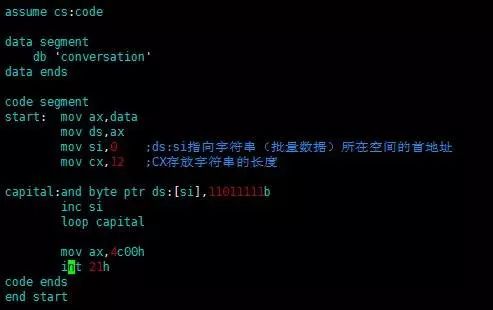 assume cs:code
data segment
db 'conversation'
data ends
code segment
start: mov ax,data
mov ds,ax
mov si,0 ;ds:si指向字符串（批量数据）所在空间的首地址
mov cx,12 ;CX存放字符串的长度
capital:and byte ptr ds:[si],11011111b
inc si
loop capital
mov ax,4c00h
int 21h
code ends
end start